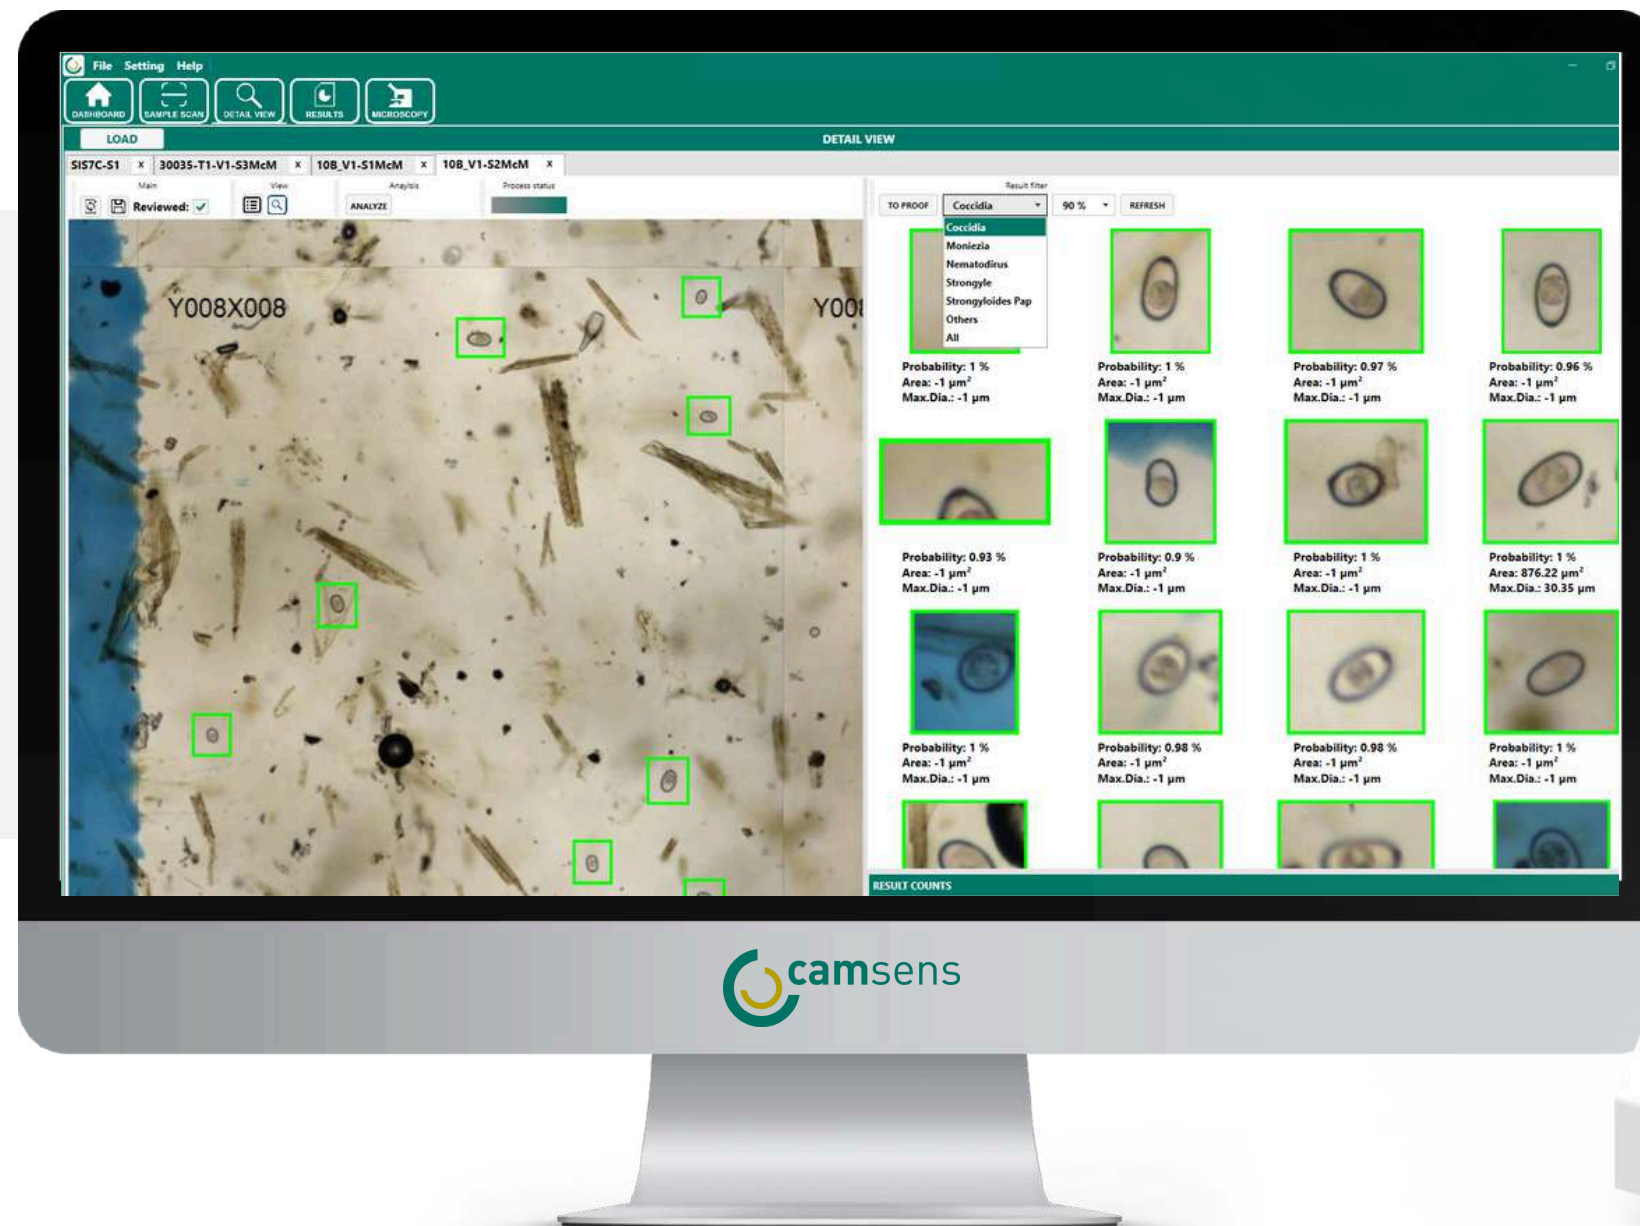 File Setting Help
DASHBOARD SAMPLE SCAN DETAIL VIEW RESULTS MICROSCOPY
LOAD DETAIL VIEW
SIS7C-S1 x 30035-T1-V1-S3McM x 10B_V1-S1McM x 10B_V1-S2McM x
Main View Anaylsis Process status Result filter
Reviewed: ANALYZE TO PROOF Coccidia 90 % REFRESH
Coccidia
Moniezia
Nematodirus
Strongyle
Strongyloides Pap
Others
All
Y008X008 Y008
Probability: 1 % Probability: 1 % Probability: 0.97 % Probability: 0.96 %
Area: -1 µm² Area: -1 µm² Area: -1 µm² Area: -1 µm²
Max.Dia.: -1 µm Max.Dia.: -1 µm Max.Dia.: -1 µm Max.Dia.: -1 µm
Probability: 0.93 % Probability: 0.9 % Probability: 1 % Probability: 1 %
Area: -1 µm² Area: -1 µm² Area: -1 µm² Area: 876.22 µm²
Max.Dia.: -1 µm Max.Dia.: -1 µm Max.Dia.: -1 µm Max.Dia.: 30.35 µm
Probability: 1 % Probability: 0.98 % Probability: 0.98 % Probability: 1 %
Area: -1 µm² Area: -1 µm² Area: -1 µm² Area: -1 µm²
Max.Dia.: -1 µm Max.Dia.: -1 µm Max.Dia.: -1 µm Max.Dia.: -1 µm
RESULT COUNTS
camsens